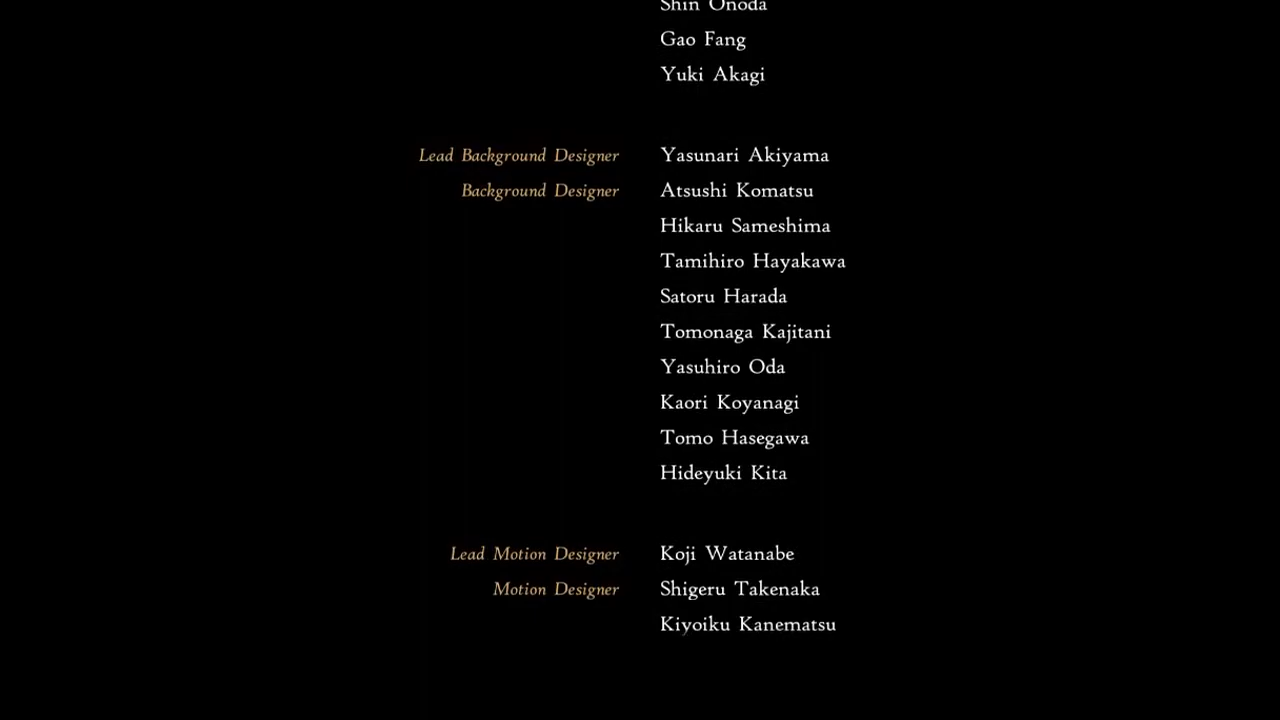 Shin Onoda
Gao Fang
Yuki Akagi
Lead Background Designer Yasunari Akiyama
Background Designer Atsushi Komatsu
Hikaru Sameshima
Tamihiro Hayakawa
Satoru Harada
Tomonaga Kajitani
Yasuhiro Oda
Kaori Koyanagi
Tomo Hasegawa
Hideyuki Kita
Lead Motion Designer Koji Watanabe
Motion Designer Shigeru Takenaka
Kiyoiku Kanematsu